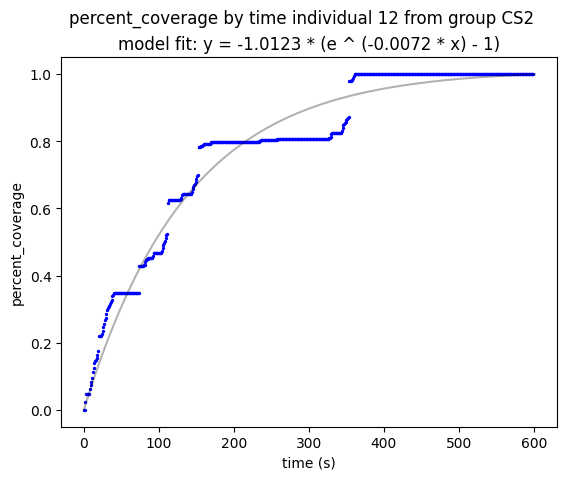 percent_coverage by time individual 12 from group CS2
model fit: y = -1.0123 * (e ^ (-0.0072 * x) - 1)
1.0
0.8
0.6
0.4
0.2
0.0
percent_coverage
0 100 200 300 400 500 600
time (s)